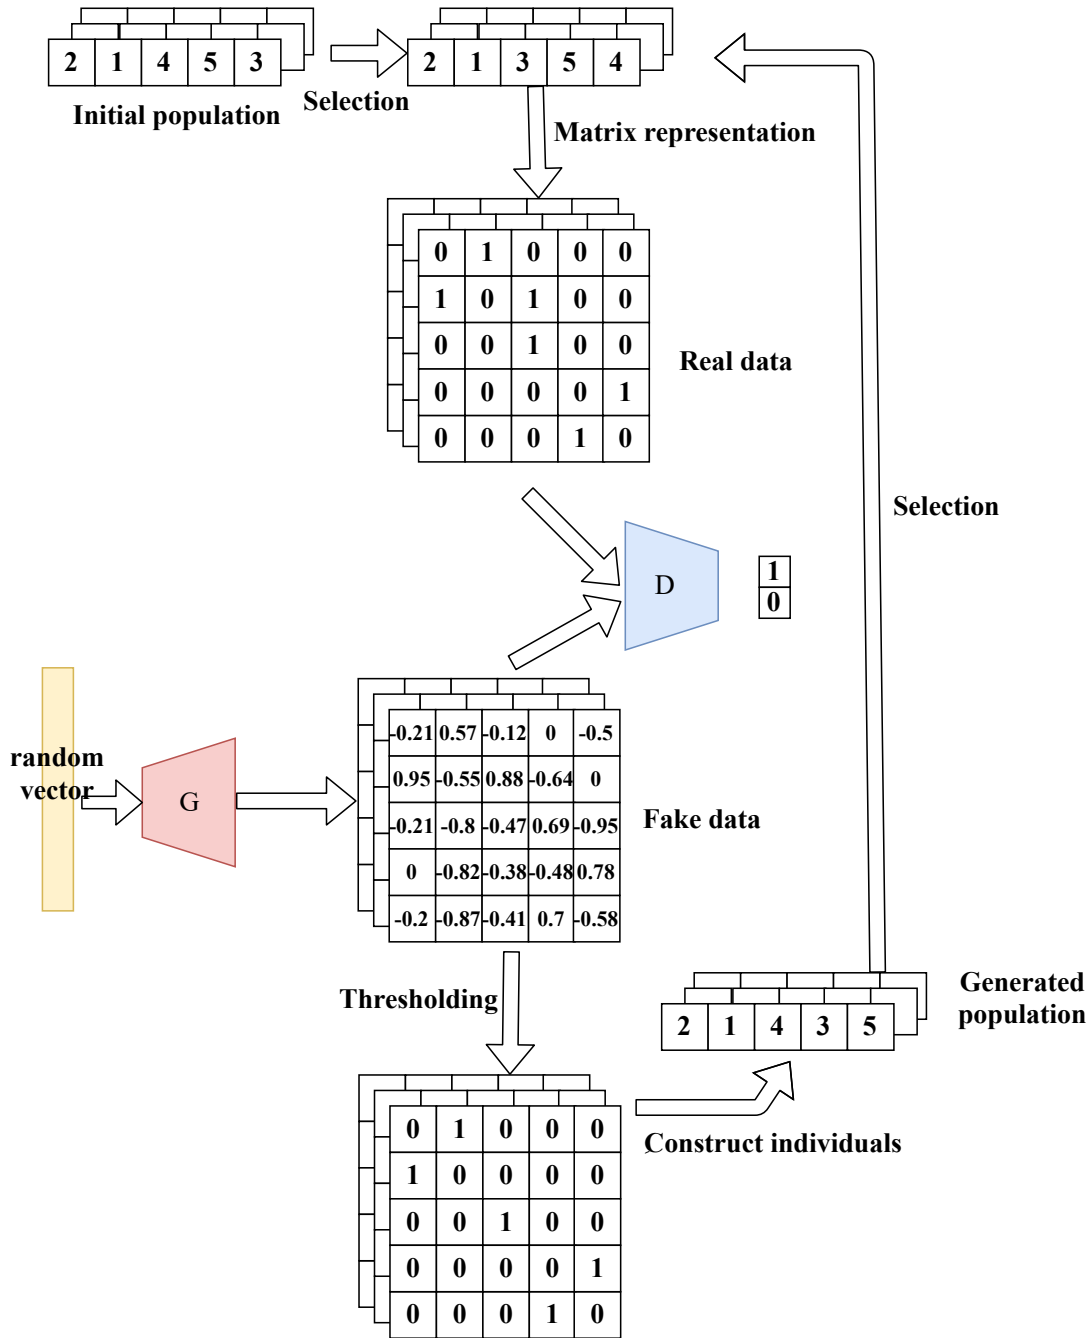 2 1 4 5 3
Initial population
Selection
2 1 3 5 4
Matrix representation
0 1 0 0 0
1 0 1 0 0
0 0 1 0 0
0 0 0 0 1
0 0 0 1 0
Real data
Selection
D
1
0
random
vector
G
-0.21 0.57 -0.12 0 -0.5
0.95 -0.55 0.88 -0.64 0
-0.21 -0.8 -0.47 0.69 -0.95
0 -0.82 -0.38 -0.48 0.78
-0.2 -0.87 -0.41 0.7 -0.58
Fake data
Thresholding
2 1 4 3 5
Generated
population
0 1 0 0 0
1 0 0 0 0
0 0 1 0 0
0 0 0 0 1
0 0 0 1 0
Construct individuals